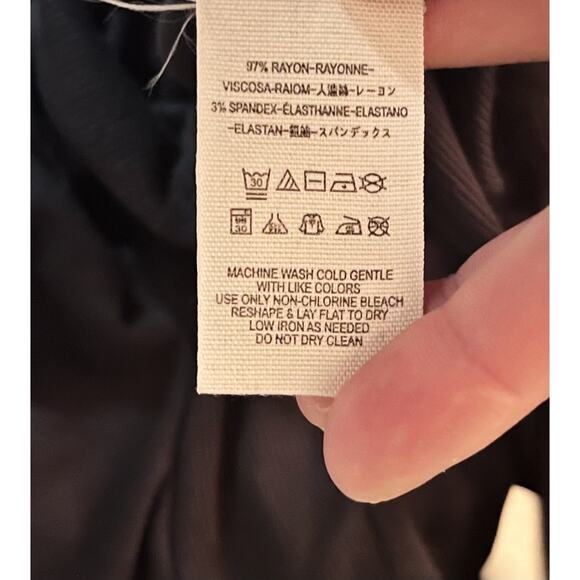 97% RAYON-RAYONNE-
VISCOSA-RAIOM-人造絲-レーヨン
3% SPANDEX-ÉLASTHANNE-ELASTANO
-ELASTAN-スパンデックス
30
MACHINE WASH COLD GENTLE
WITH LIKE COLORS
USE ONLY NON-CHLORINE BLEACH
RESHAPE & LAY FLAT TO DRY
LOW IRON AS NEEDED
DO NOT DRY CLEAN